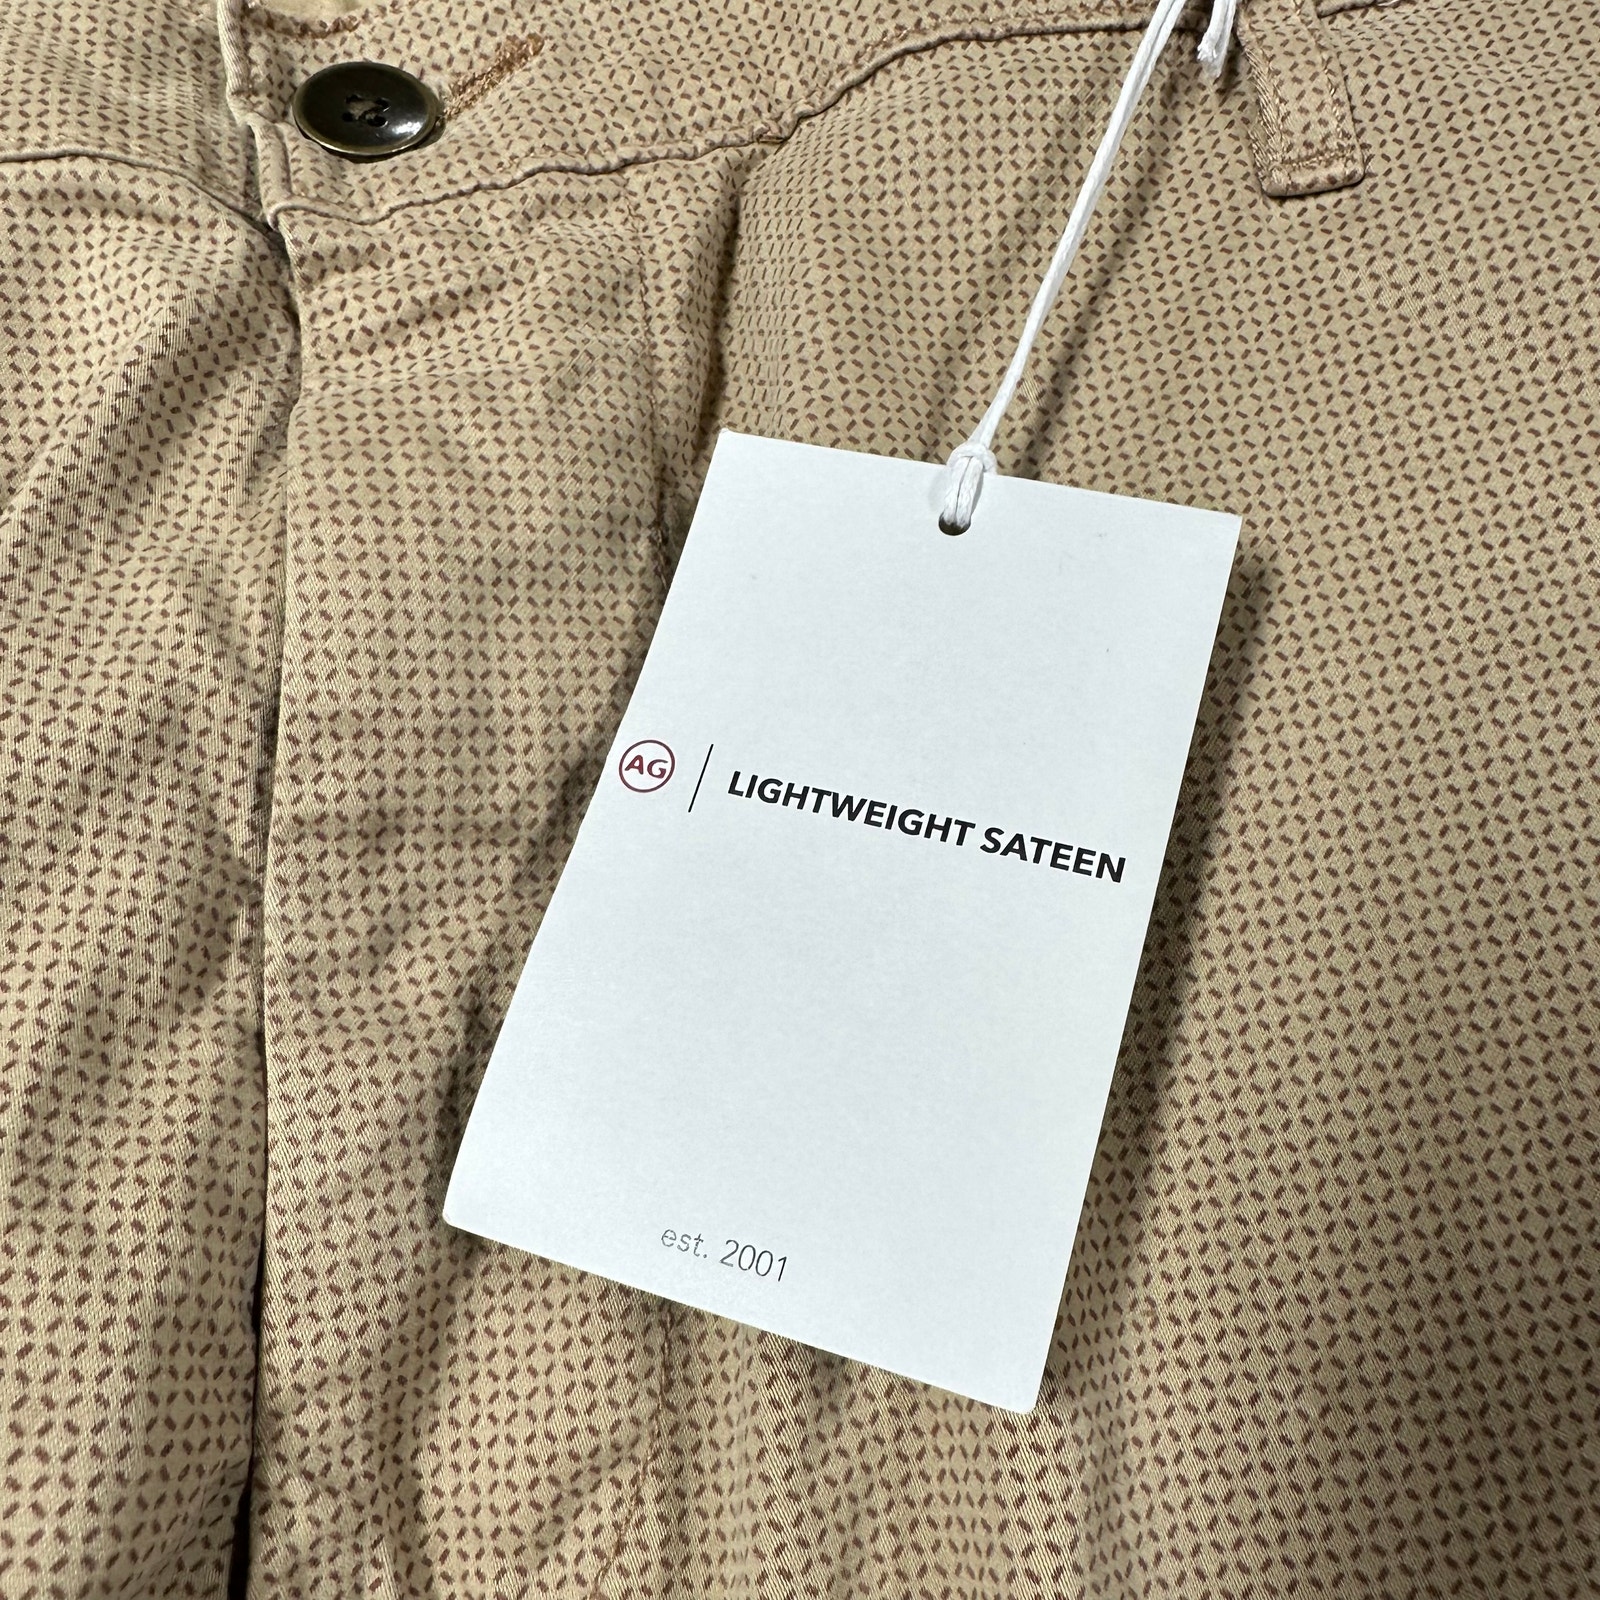 AG | LIGHTWEIGHT SATEEN
est. 2001